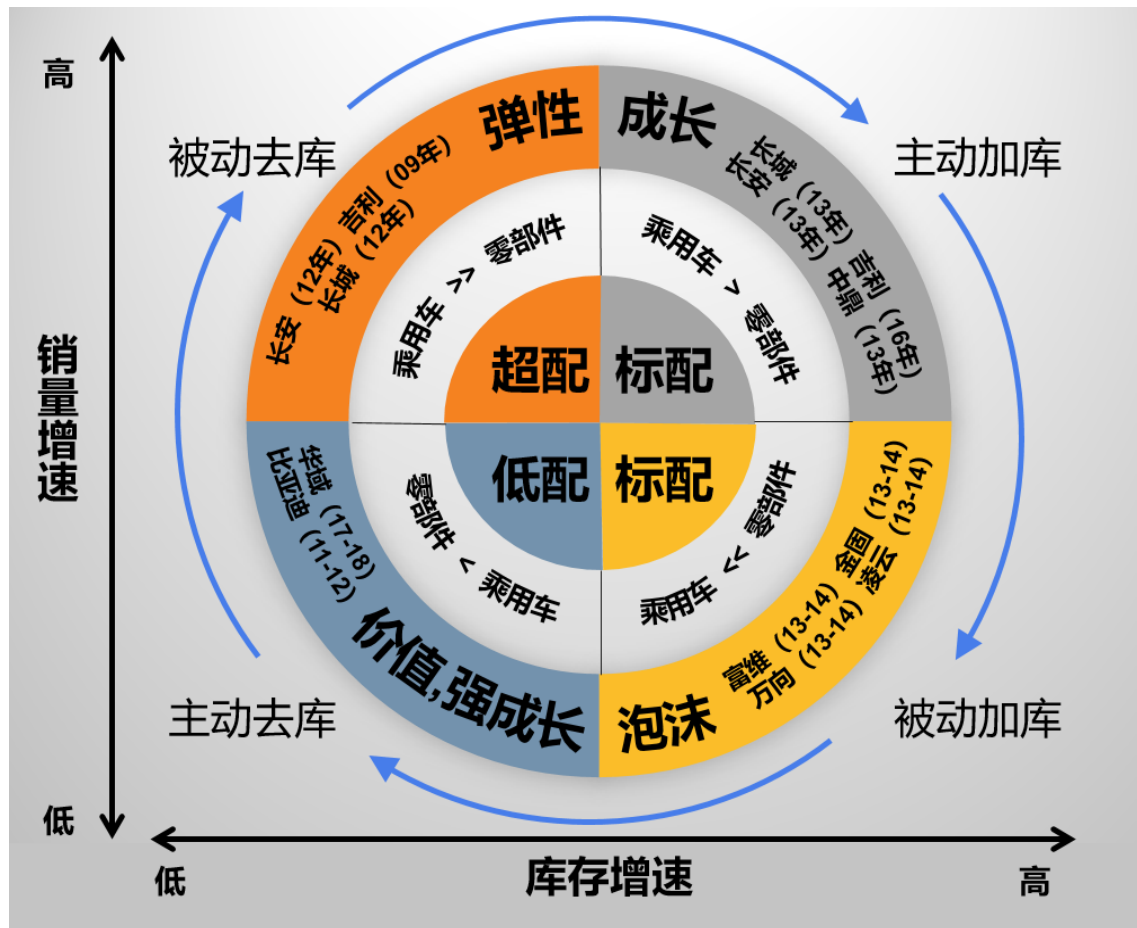 高
销量增速
低
被动去库
主动加库
主动去库
被动加库
弹性
长安（12年）吉利（09年）
长城（12年）
成长
长城（13年）吉利（16年）
长安（13年）中鼎（13年）
乘用车 >> 零部件
乘用车 > 零部件
超配
标配
低配
标配
零部件 < 乘用车
乘用车 << 零部件
华域（17-18）
比亚迪（11-12）
价值,强成长
泡沫
富维（13-14）金固（13-14）
万向（13-14）凌云（13-14）
低
库存增速
高